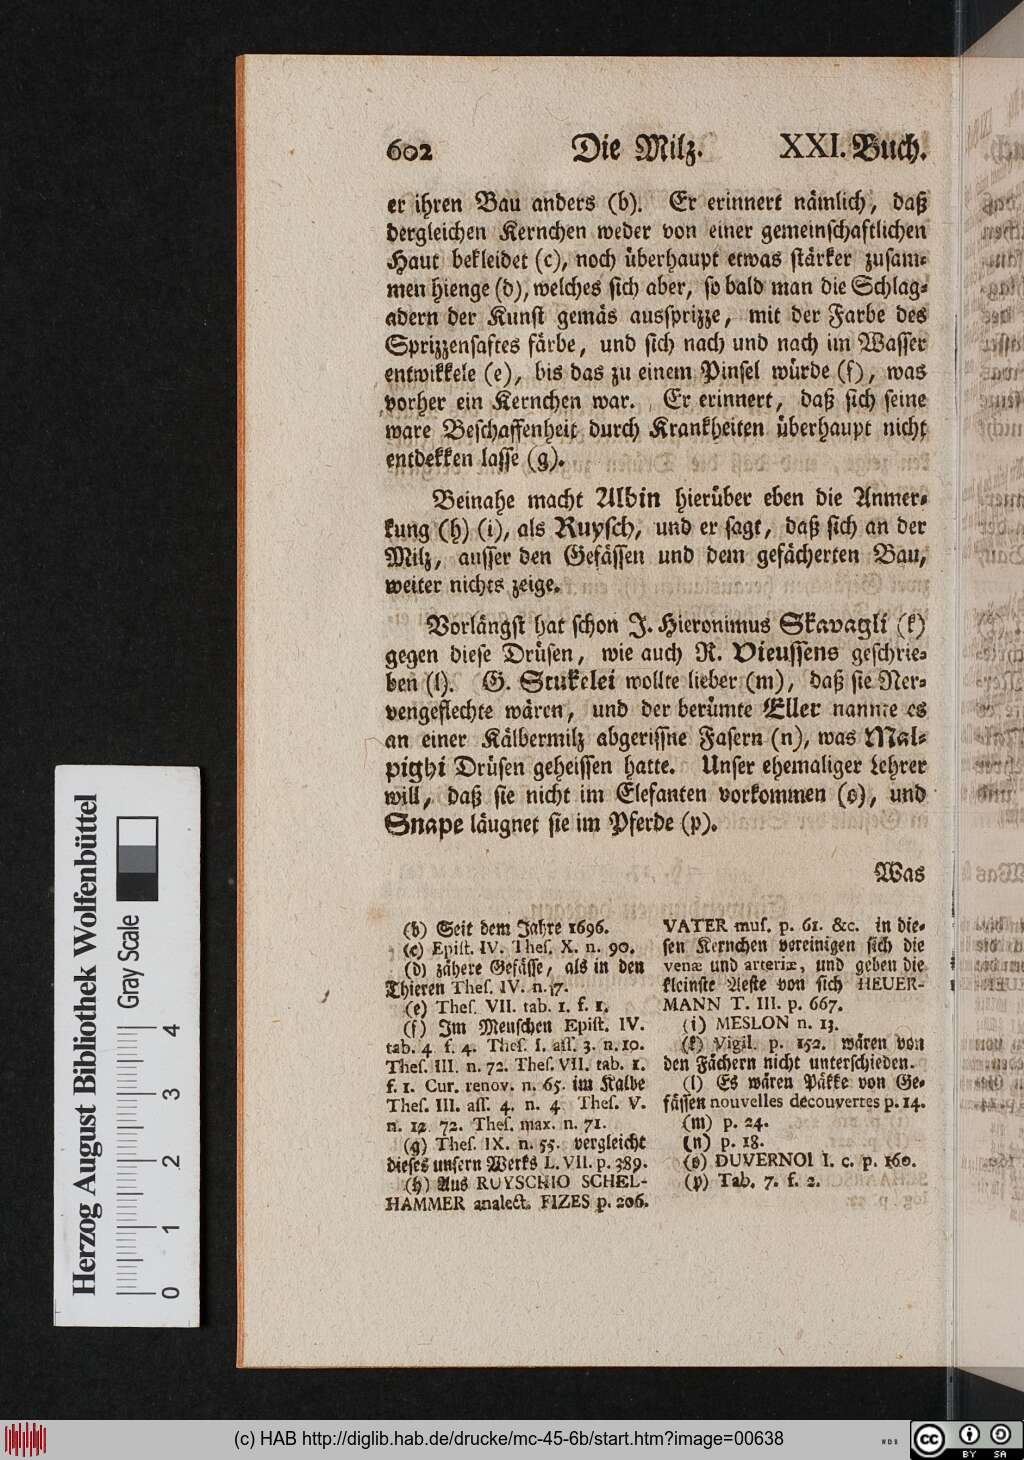 602 Die Milz. XXI. Buch.
er ihren Bau anders (b). Er erinnert nämlich, daß
dergleichen Kernchen weder von einer gemeinschaftlichen
Haut bekleidet (c), noch überhaupt etwas stärker zusam-
men hienge (d), welches sich aber, so bald man die Schlag-
adern der Kunst gemäs aussprizze, mit der Farbe des
Sprizzensaftes färbe, und sich nach und nach im Wasser
entwikkele (e), bis das zu einem Pinsel würde (f), was
vorher ein Kernchen war. Er erinnert, daß sich seine
ware Beschaffenheit durch Krankheiten überhaupt nicht
entdekken lasse (g).
Beinahe macht Albin hierüber eben die Anmer-
kung (h) (i), als Ruysch, und er sagt, daß sich an der
Milz, ausser den Gefässen und dem gefächerten Bau,
weiter nichts zeige.
Vorlängst hat schon J. Hieronimus Skavagli (k)
gegen diese Drüsen, wie auch R. Vieussens geschrie-
ben (l). G. Stukelei wollte lieber (m), daß sie Ner-
vengeflechte wären, und der berümte Eller nannte es
an einer Kälbermilz abgerissne Fasern (n), was Mal-
pighi Drüsen geheissen hatte. Unser ehemaliger Lehrer
will, daß sie nicht im Elefanten vorkommen (o), und
Snape läugnet sie im Pferde (p).
Was
(b) Seit dem Jahre 1696.
(c) Epist. IV. Thes. X. n. 90.
(d) zähere Gefässe, als in den
Thieren Thes. IV. n. 17.
(e) Thes. VII. tab. 1. f. 1.
(f) Im Menschen Epist. IV.
tab. 4. f. 4. Thes. I. ass. 3. n. 10.
Thes. III. n. 72. Thes. VII. tab. 1.
f. 1. Cur. renov. n. 65. im Kalbe
Thes. III. ass. 4. n. 4. Thes. V.
n. 12. 72. Thes. max. n. 71.
(g) Thes. IX. n. 55. vergleicht
dieses unsern Werks L. VII. p. 389.
(h) Aus RUYSCHIO SCHEL-
HAMMER analect. FIZES p. 206.
VATER mus. p. 61. &c. in die-
sen Kernchen vereinigen sich die
venæ und arteriæ, und geben die
kleinste Aeste von sich HEUER-
MANN T. III. p. 667.
(i) MESLON n. 13.
(k) Vigil. p. 152. wären von
den Fächern nicht unterschieden.
(l) Es wären Päkke von Ge-
fässen nouvelles decouvertes p. 14.
(m) p. 24.
(n) p. 18.
(o) DUVERNOI l. c. p. 160.
(p) Tab. 7. f. 2.
Herzog August Bibliothek Wolfenbüttel
Gray Scale
0 1 2 3 4
(c) HAB http://diglib.hab.de/drucke/mc-45-6b/start.htm?image=00638
cc BY SA